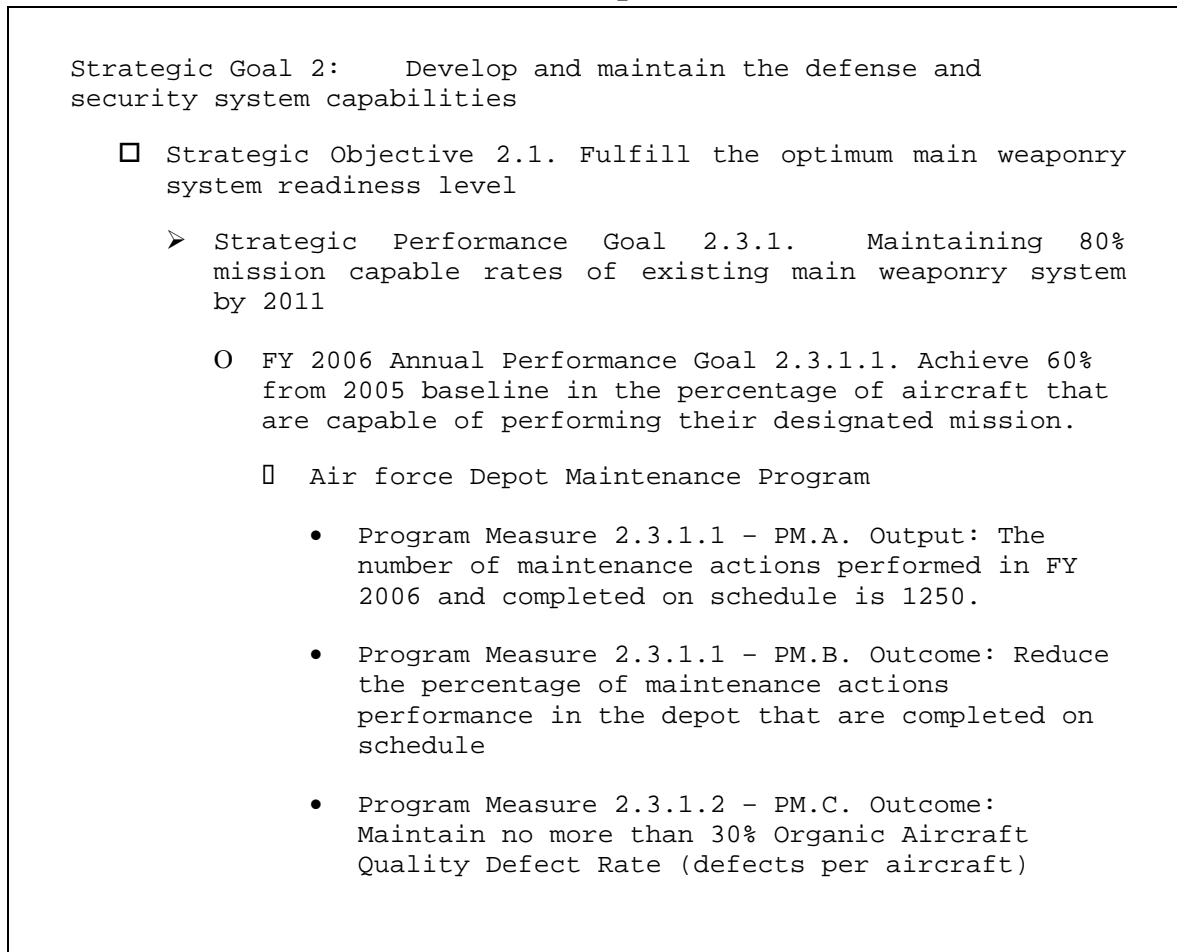 Strategic Goal 2: Develop and maintain the defense and
security system capabilities
□ Strategic Objective 2.1. Fulfill the optimum main weaponry
system readiness level
➢ Strategic Performance Goal 2.3.1. Maintaining 80%
mission capable rates of existing main weaponry system
by 2011
O FY 2006 Annual Performance Goal 2.3.1.1. Achieve 60%
from 2005 baseline in the percentage of aircraft that
are capable of performing their designated mission.
▯ Air force Depot Maintenance Program
• Program Measure 2.3.1.1 – PM.A. Output: The
number of maintenance actions performed in FY
2006 and completed on schedule is 1250.
• Program Measure 2.3.1.1 – PM.B. Outcome: Reduce
the percentage of maintenance actions
performance in the depot that are completed on
schedule
• Program Measure 2.3.1.2 – PM.C. Outcome:
Maintain no more than 30% Organic Aircraft
Quality Defect Rate (defects per aircraft)